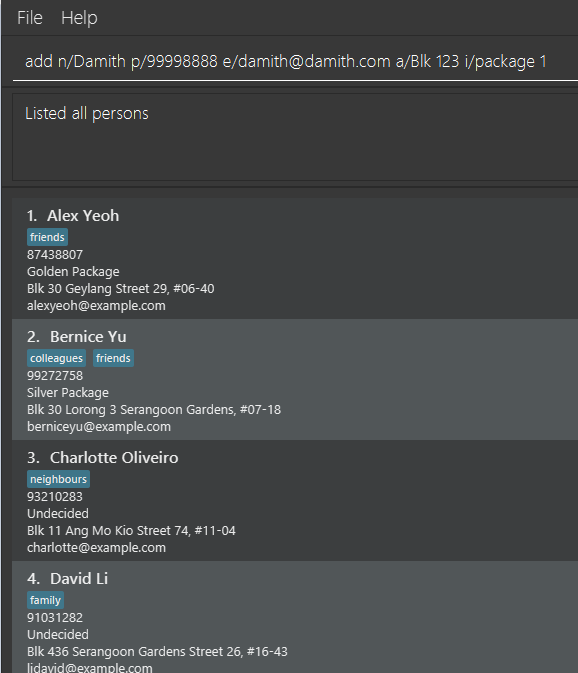 File Help
add n/Damith p/99998888 e/damith@damith.com a/Blk 123 i/package 1
Listed all persons
1. Alex Yeoh
friends
87438807
Golden Package
Blk 30 Geylang Street 29, #06-40
alexyeoh@example.com
2. Bernice Yu
colleagues friends
99272758
Silver Package
Blk 30 Lorong 3 Serangoon Gardens, #07-18
berniceyu@example.com
3. Charlotte Oliveiro
neighbours
93210283
Undecided
Blk 11 Ang Mo Kio Street 74, #11-04
charlotte@example.com
4. David Li
family
91031282
Undecided
Blk 436 Serangoon Gardens Street 26, #16-43
lidavid@example.com